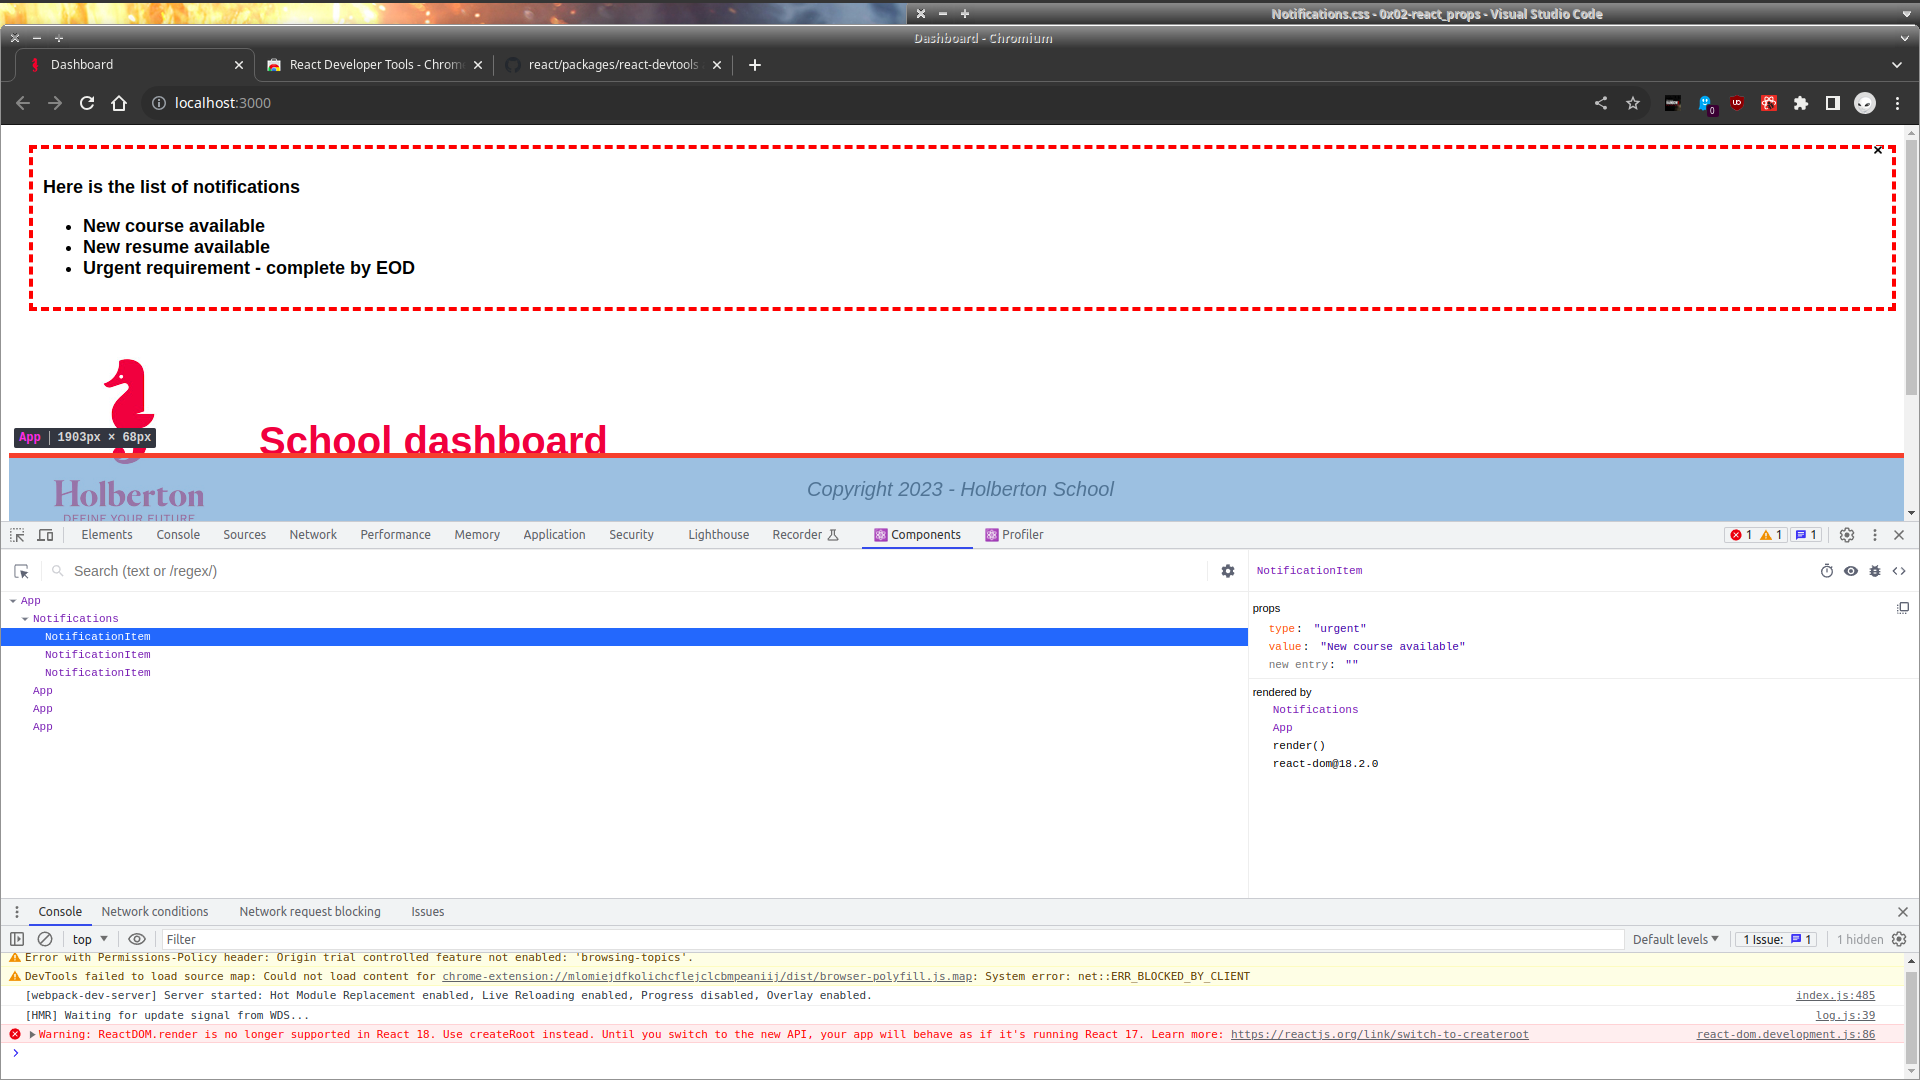 Notifications.css - 0x02-react_props - Visual Studio Code
Dashboard - Chromium
Dashboard
React Developer Tools - Chrom
react/packages/react-devtools
localhost:3000
0
Here is the list of notifications
New course available
New resume available
Urgent requirement - complete by EOD
School dashboard
App 1903px × 68px
Holberton
DEFINE YOUR FUTURE
Copyright 2023 - Holberton School
Elements Console Sources Network Performance Memory Application Security Lighthouse Recorder Components Profiler 1 1 1
Search (text or /regex/)
App
Notifications
NotificationItem
NotificationItem
NotificationItem
App
App
App
NotificationItem
props
type: "urgent"
value: "New course available"
new entry: ""
rendered by
Notifications
App
render()
react-dom@18.2.0
Console Network conditions Network request blocking Issues
top Filter Default levels 1 Issue: 1 1 hidden
Error with Permissions-Policy header: Origin trial controlled feature not enabled: 'browsing-topics'.
DevTools failed to load source map: Could not load content for chrome-extension://mlomiejdfkolichcflejclcbmpeaniij/dist/browser-polyfill.js.map: System error: net::ERR_BLOCKED_BY_CLIENT
[webpack-dev-server] Server started: Hot Module Replacement enabled, Live Reloading enabled, Progress disabled, Overlay enabled. index.js:485
[HMR] Waiting for update signal from WDS... log.js:39
Warning: ReactDOM.render is no longer supported in React 18. Use createRoot instead. Until you switch to the new API, your app will behave as if it's running React 17. Learn more: https://reactjs.org/link/switch-to-createroot react-dom.development.js:86